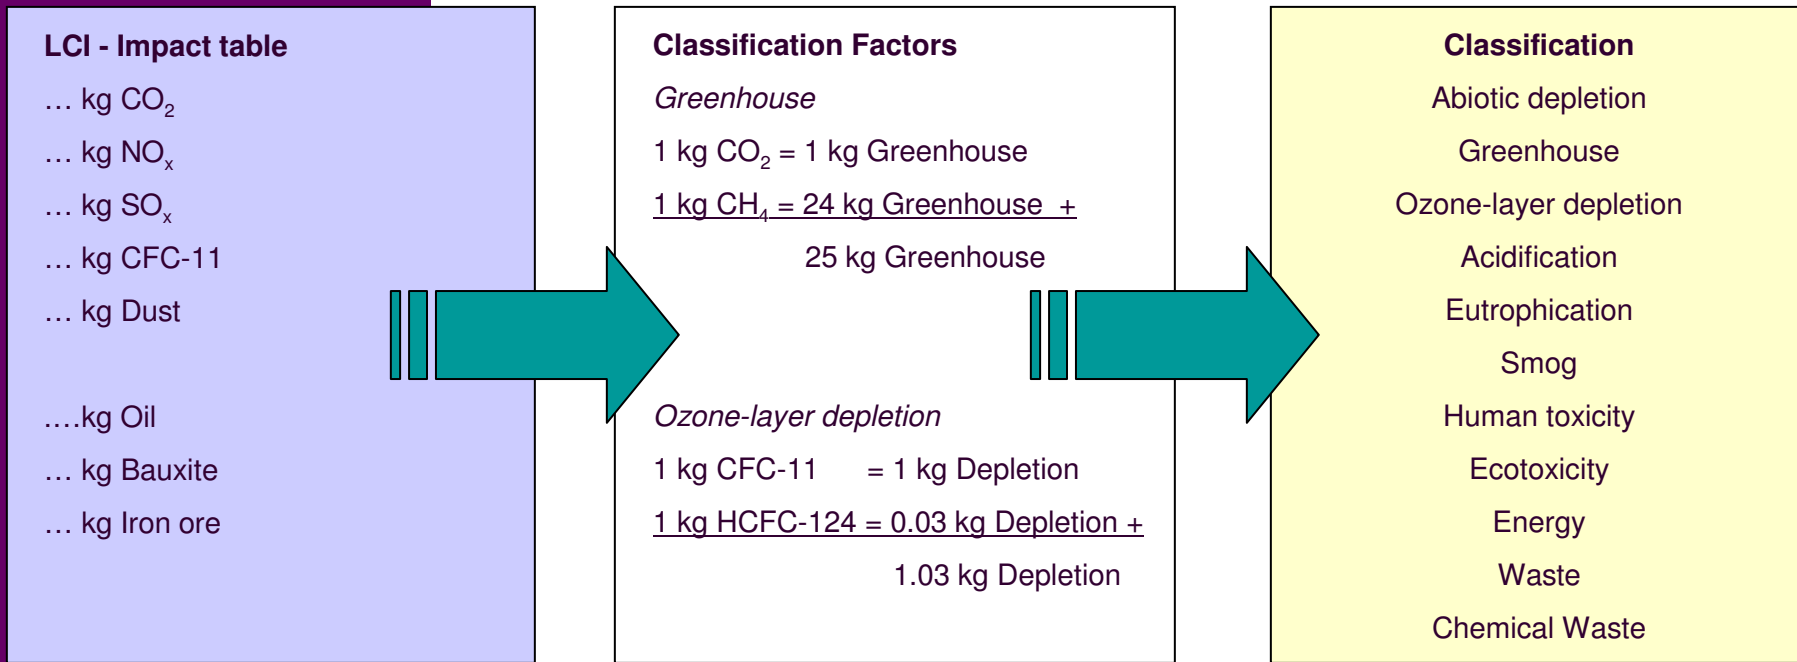 LCI - Impact table
… kg CO₂
… kg NOₓ
… kg SOₓ
… kg CFC-11
… kg Dust
….kg Oil
… kg Bauxite
… kg Iron ore
Classification Factors
Greenhouse
1 kg CO₂ = 1 kg Greenhouse
1 kg CH₄ = 24 kg Greenhouse +
25 kg Greenhouse
Ozone-layer depletion
1 kg CFC-11 = 1 kg Depletion
1 kg HCFC-124 = 0.03 kg Depletion +
1.03 kg Depletion
Classification
Abiotic depletion
Greenhouse
Ozone-layer depletion
Acidification
Eutrophication
Smog
Human toxicity
Ecotoxicity
Energy
Waste
Chemical Waste